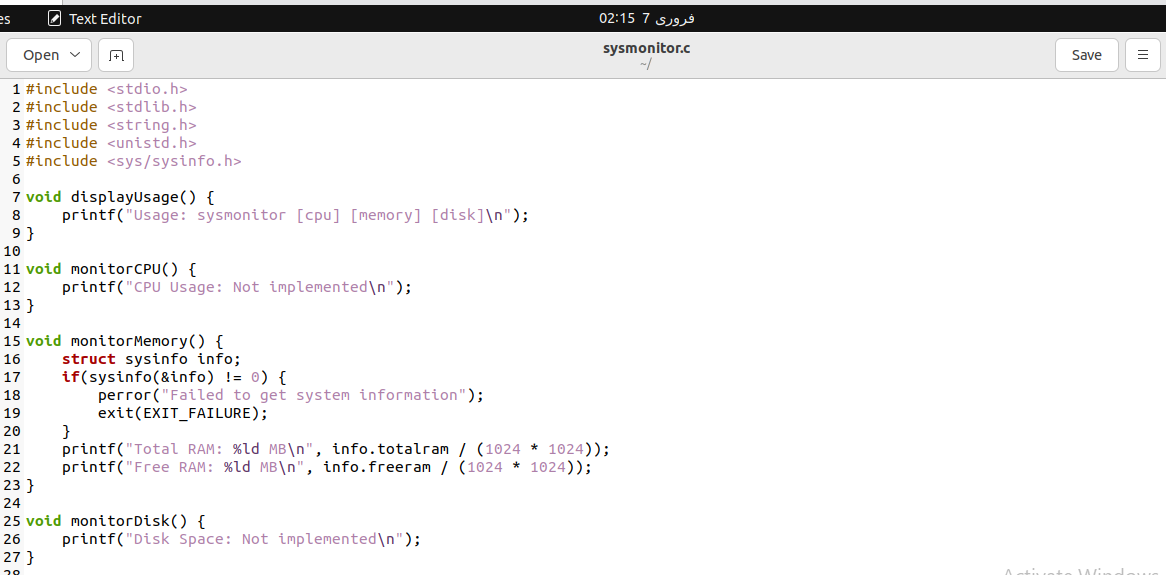 es Text Editor 02:15 7 فروری
Open sysmonitor.c Save
~/
1 #include <stdio.h>
2 #include <stdlib.h>
3 #include <string.h>
4 #include <unistd.h>
5 #include <sys/sysinfo.h>
6
7 void displayUsage() {
8     printf("Usage: sysmonitor [cpu] [memory] [disk]\n");
9 }
10
11 void monitorCPU() {
12     printf("CPU Usage: Not implemented\n");
13 }
14
15 void monitorMemory() {
16     struct sysinfo info;
17     if(sysinfo(&info) != 0) {
18         perror("Failed to get system information");
19         exit(EXIT_FAILURE);
20     }
21     printf("Total RAM: %ld MB\n", info.totalram / (1024 * 1024));
22     printf("Free RAM: %ld MB\n", info.freeram / (1024 * 1024));
23 }
24
25 void monitorDisk() {
26     printf("Disk Space: Not implemented\n");
27 }
28
Activate Windows